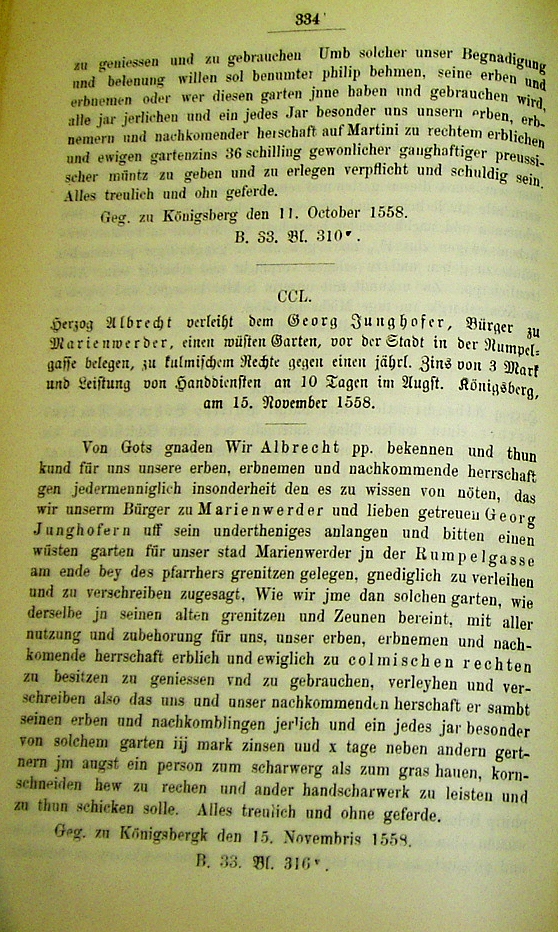 334
zu geniessen und zu gebrauchen Umb solcher unser Begnadigung
und belenung willen sol benumter philip behmen, seine erben und
erbnemen oder wer diesen garten jnne haben und gebrauchen wird,
alle jar jerlichen und ein jedes Jar besonder uns unsern erben, erb-
nemern und nachkomender herschaft auf Martini zu rechtem erblichen
und ewigen gartenzins 36 schilling gewonlicher ganghaftiger preussi-
scher müntz zu geben und zu erlegen verpflicht und schuldig sein.
Alles treulich und ohn geferde.
Geg. zu Königsberg den 11. October 1558.
B. 33. Bl. 310v.
CCL.
Herzog Albrecht verleiht dem Georg Junghofer, Bürger zu
Marienwerder, einen wüsten Garten, vor der Stadt in der Rumpel-
gasse belegen, zu kulmischem Rechte gegen einen jährl. Zins von 3 Mark
und Leistung von Handdiensten an 10 Tagen im Augst. Königsberg,
am 15. November 1558.
Von Gots gnaden Wir Albrecht pp. bekennen und thun
kund für uns unsere erben, erbnemen und nachkommende herrschaft
gen jedermenniglich insonderheit den es zu wissen von nöten, das
wir unserm Bürger zu Marienwerder und lieben getreuen Georg
Junghofern uff sein undertheniges anlangen und bitten einen
wüsten garten für unser stad Marienwerder jn der Rumpelgasse
am ende bey des pfarrhers grenitzen gelegen, gnediglich zu verleihen
und zu verschreiben zugesagt, Wie wir jme dan solchen garten, wie
derselbe jn seinen alten grenitzen und Zeunen bereint, mit aller
nutzung und zubehorung für uns, unser erben, erbnemen und nach-
komende herrschaft erblich und ewiglich zu colmischen rechten
zu besitzen zu geniessen vnd zu gebrauchen, verleyhen und ver-
schreiben also das uns und unser nachkommenden herschaft er sambt
seinen erben und nachkomblingen jerlich und ein jedes jar besonder
von solchem garten iij mark zinsen und x tage neben andern gert-
nern jm angst ein person zum scharwerg als zum gras hauen, korn-
schneiden hew zu rechen und ander handscharwerk zu leisten und
zu thun schicken solle. Alles treulich und ohne geferde.
Geg. zu Königsbergk den 15. Novembris 1558.
B. 33. Bl. 316v.